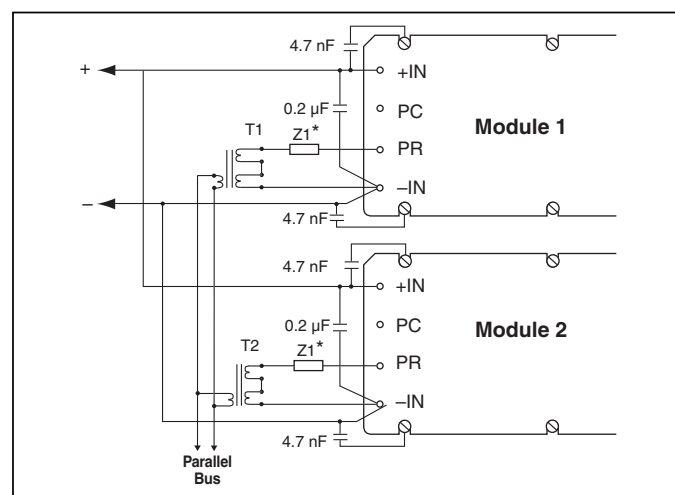 4.7 nF
+
+IN
0.2 µF
PC
Module 1
T1
Z1*
PR
–IN
–
4.7 nF
4.7 nF
+IN
0.2 µF
PC
Module 2
T2
Z1*
PR
–IN
4.7 nF
Parallel
Bus